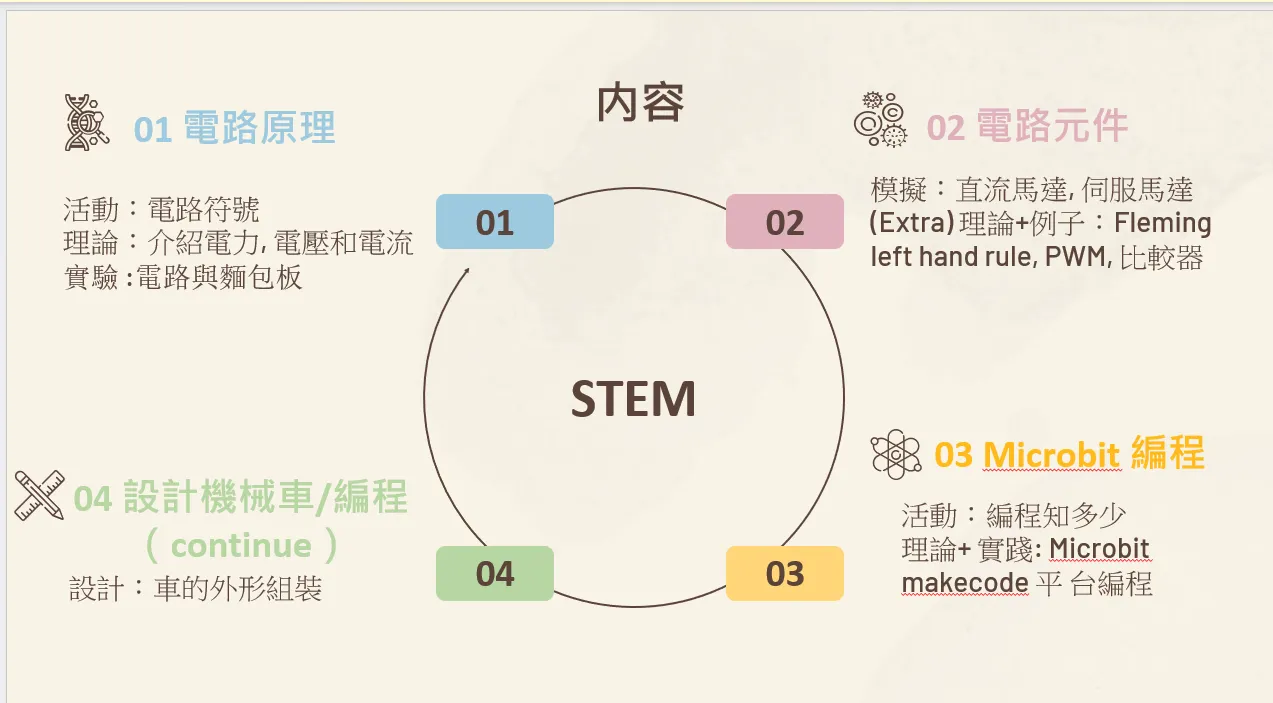 内容
01 電路原理
活動：電路符號
理論：介紹電力, 電壓和電流
實驗 :電路與麵包板
02 電路元件
模擬：直流馬達, 伺服馬達
(Extra) 理論+例子：Fleming
left hand rule, PWM, 比較器
01
02
STEM
03 Microbit 編程
活動：編程知多少
理論+ 實踐: Microbit
makecode 平 台編程
04 設計機械車/編程
（continue）
設計：車的外形組裝
04
03